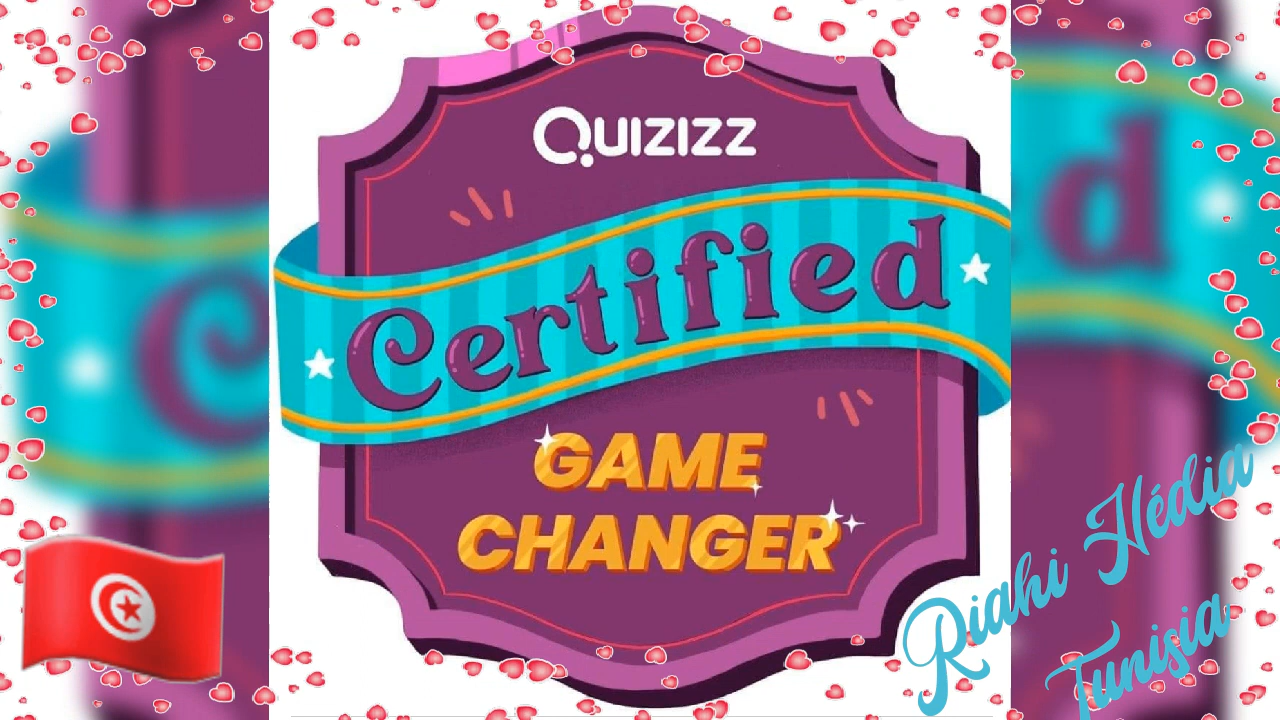 QUIZIZZ
Certified
GAME
CHANGER
Riahi Hédia
Tunisia